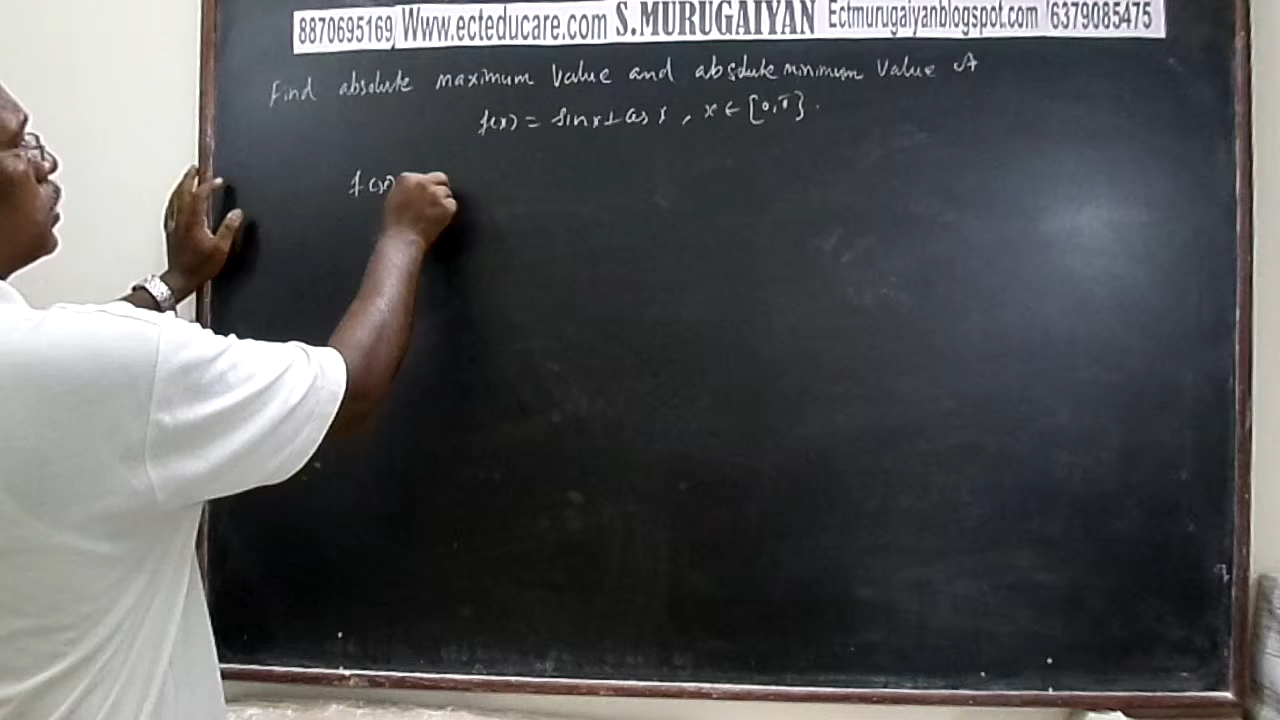 8870695169 Www.ecteducare.com S.MURUGAIYAN Ectmurugaiyanblogspot.com '6379085475
Find absolute maximum value and absolute minimum value of
f(x) = sin x + cos x , x ∈ [0, π] .
f(x)